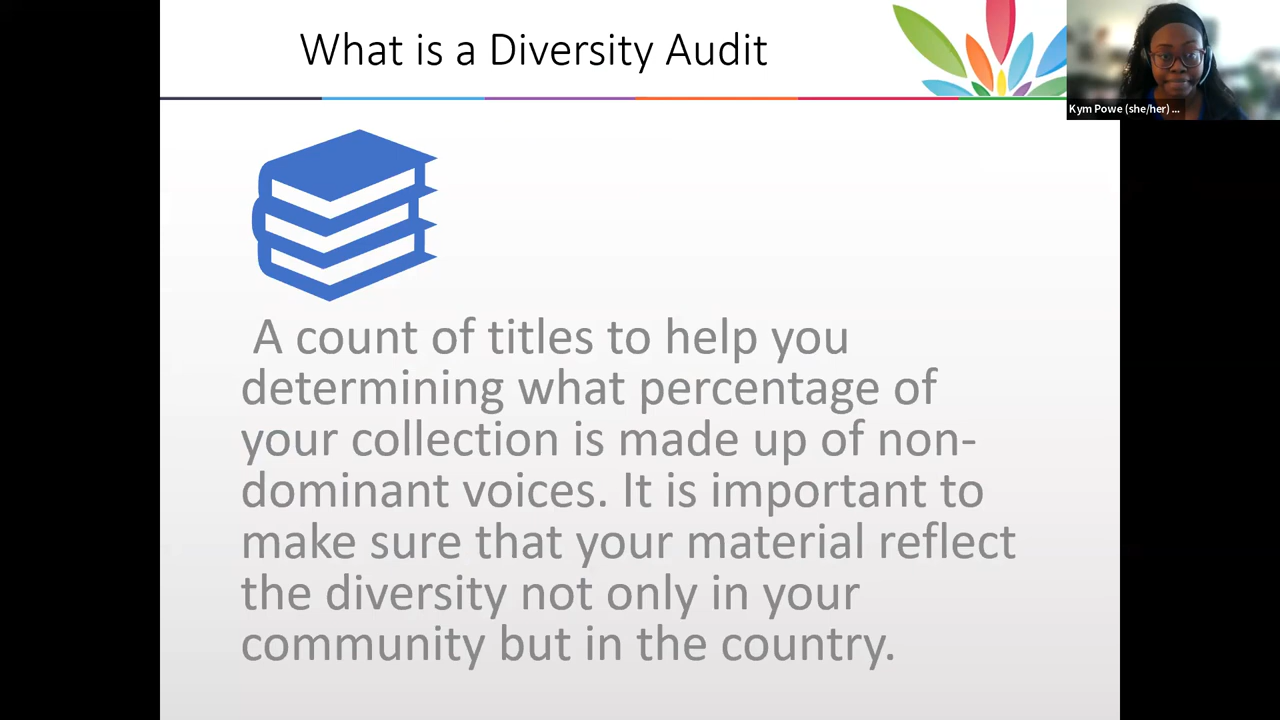 What is a Diversity Audit
Kym Powe (she/her) ...
A count of titles to help you
determining what percentage of
your collection is made up of non-
dominant voices. It is important to
make sure that your material reflect
the diversity not only in your
community but in the country.